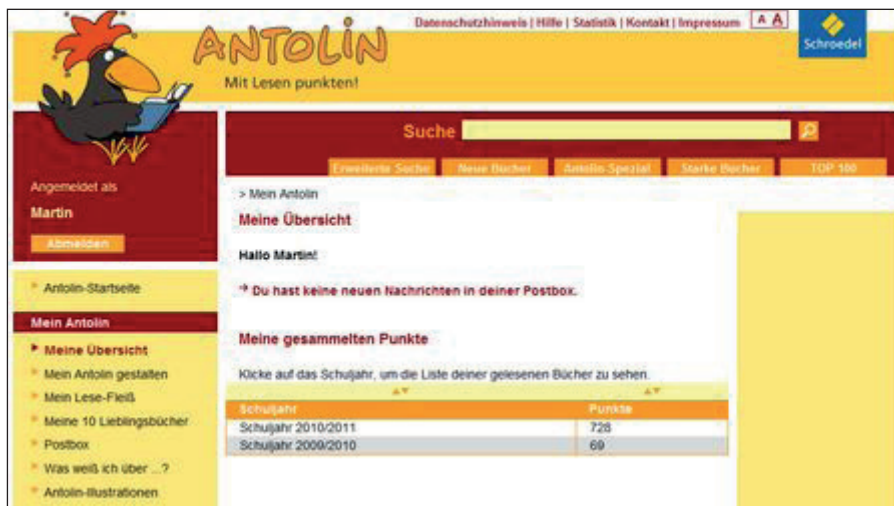 Datenschutzhinweis | Hilfe | Statistik | Kontakt | Impressum A A
Schroedel
ANTOLIN
Mit Lesen punkten!
Suche
Erweiterte Suche Neue Bücher Antolin-Spezial Starke Bücher TOP 100
Angemeldet als
Martin
Abmelden
> Mein Antolin
Meine Übersicht
Hallo Martin!
Du hast keine neuen Nachrichten in deiner Postbox.
Meine gesammelten Punkte
Klicke auf das Schuljahr, um die Liste deiner gelesenen Bücher zu sehen.
Schuljahr Punkte
Schuljahr 2010/2011 728
Schuljahr 2009/2010 69
Antolin-Startseite
Mein Antolin
Meine Übersicht
Mein Antolin gestalten
Mein Lese-Fleiß
Meine 10 Lieblingsbücher
Postbox
Was weiß ich über ...?
Antolin-Illustrationen